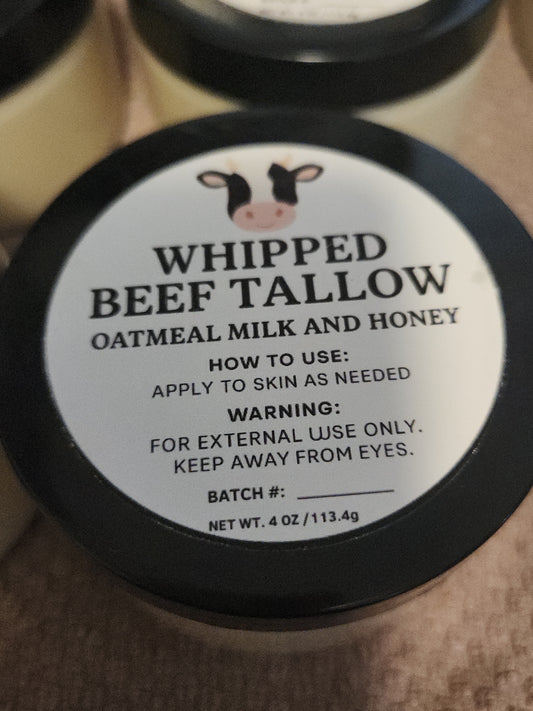 WHIPPED
BEEF TALLOW
OATMEAL MILK AND HONEY
HOW TO USE:
APPLY TO SKIN AS NEEDED
WARNING:
FOR EXTERNAL USE ONLY.
KEEP AWAY FROM EYES.
BATCH #: __________
NET WT. 4 OZ / 113.4g